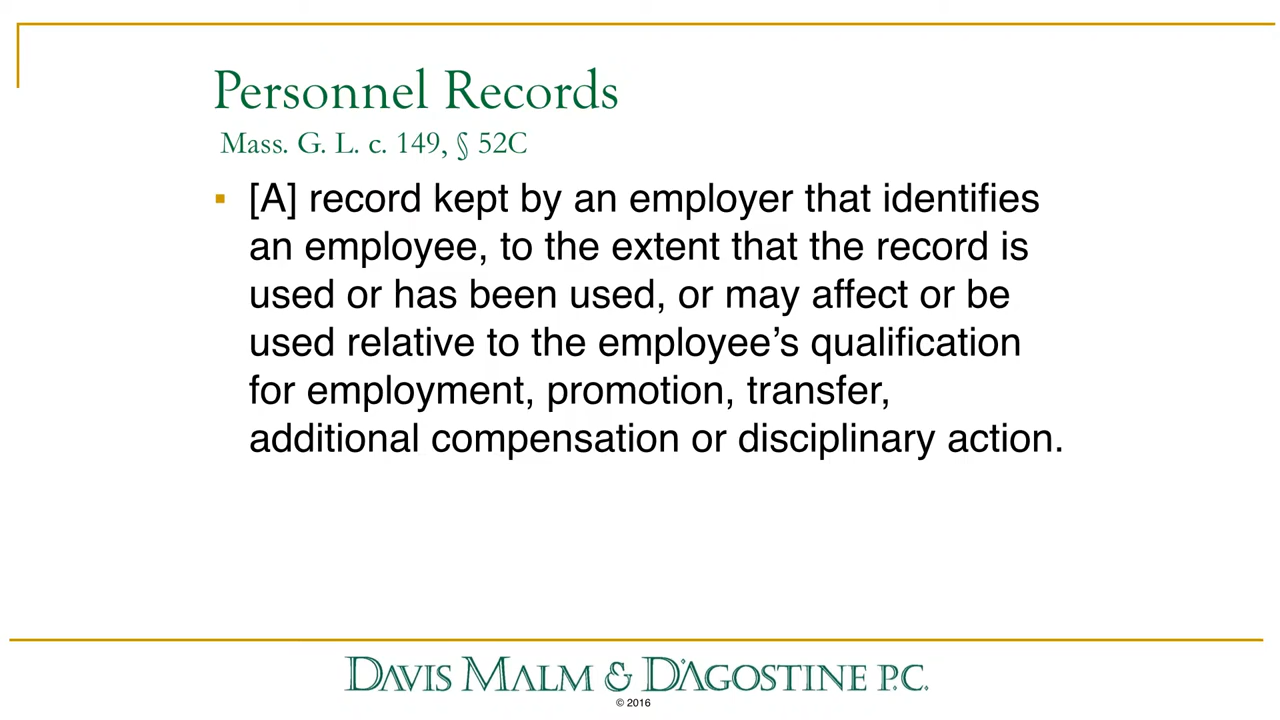 Personnel Records
Mass. G. L. c. 149, § 52C
▪ [A] record kept by an employer that identifies
an employee, to the extent that the record is
used or has been used, or may affect or be
used relative to the employee’s qualification
for employment, promotion, transfer,
additional compensation or disciplinary action.
DAVIS MALM & D'AGOSTINE P.C.
© 2016